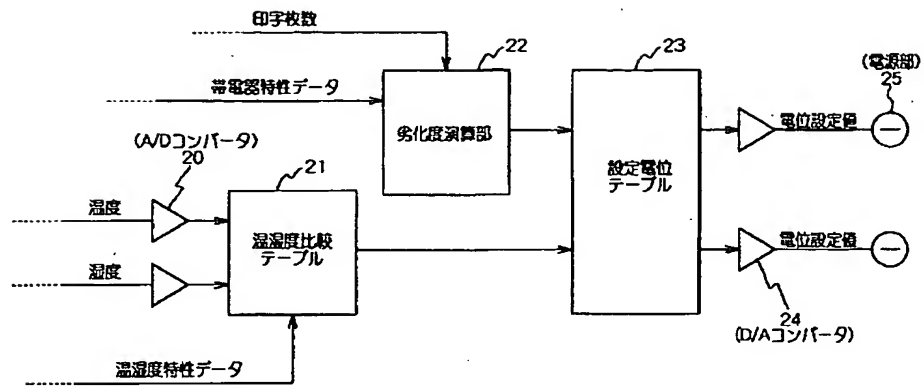 印字枚数
22
23
(電源部)
25
帯電器特性データ
劣化度演算部
電位設定値
(A/Dコンバータ)
20
21
設定電位
テーブル
温度
温湿度比較
テーブル
湿度
電位設定値
24
(D/Aコンバータ)
温湿度特性データ